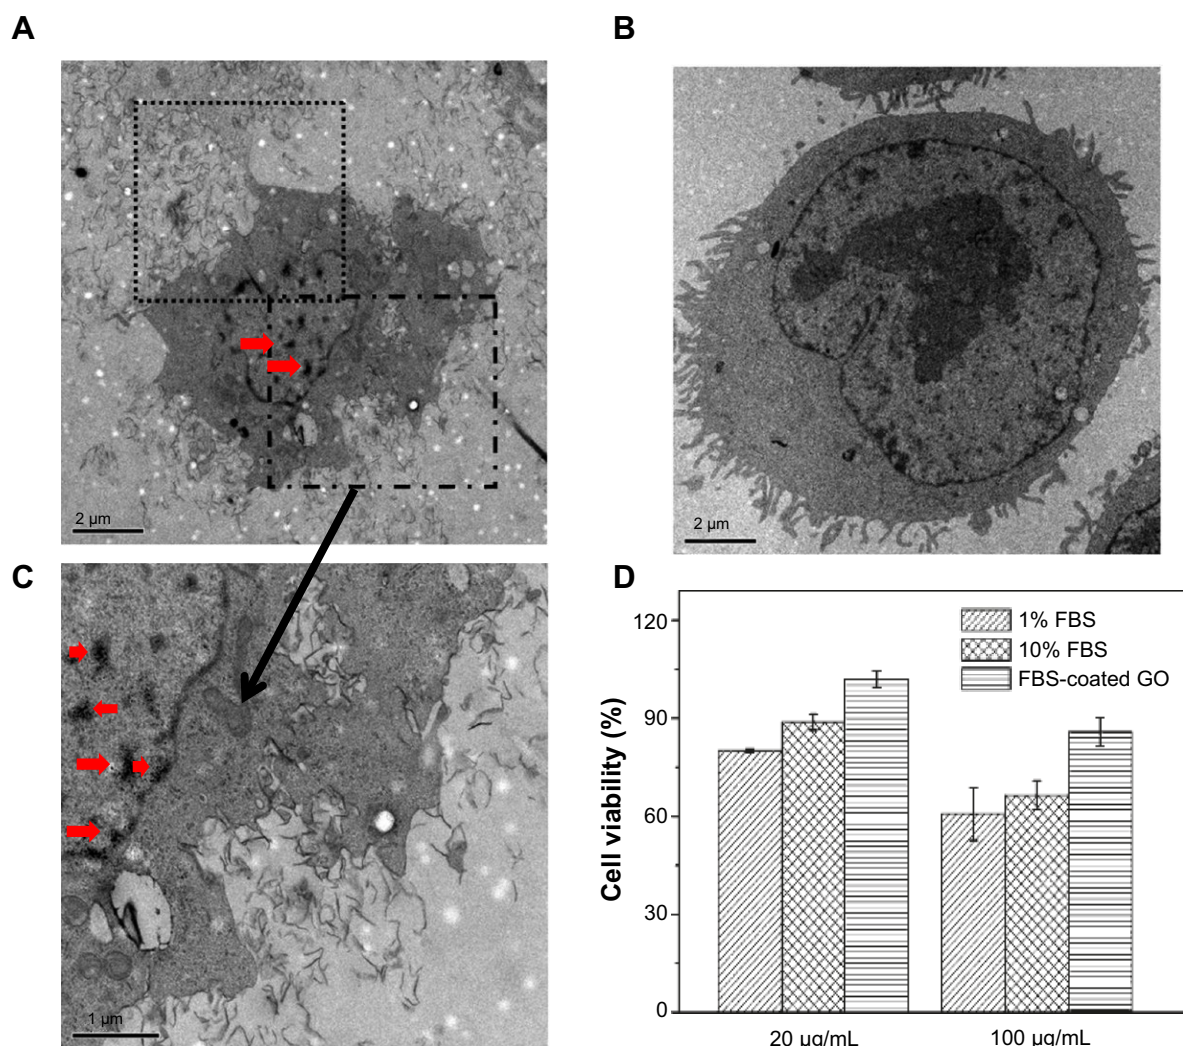 A
B
2 µm
2 µm
C
D
1 µm
Cell viability (%)
120
90
60
30
0
1% FBS
10% FBS
FBS-coated GO
20 µg/mL
100 µg/mL